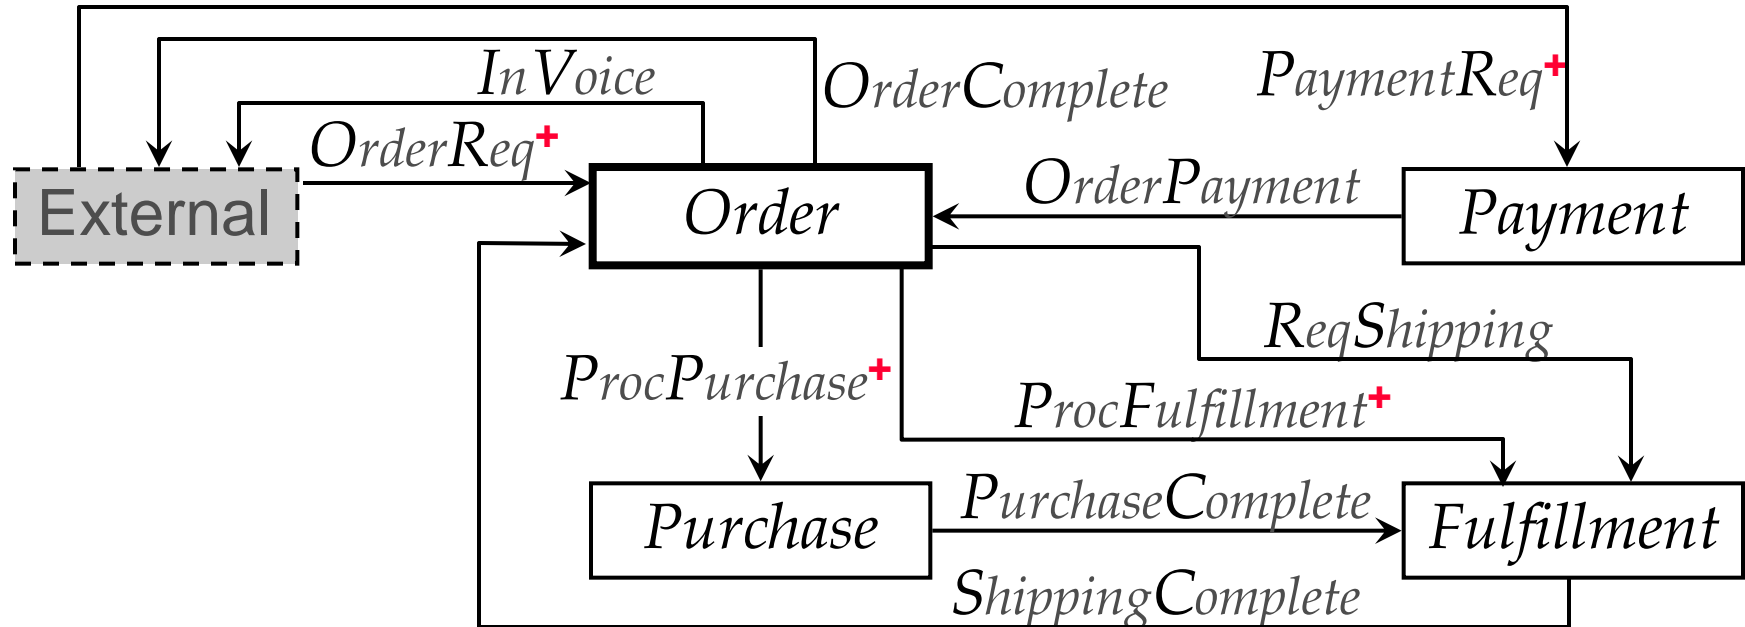 InVoice
OrderComplete
PaymentReq+
OrderReq+
OrderPayment
External
Order
Payment
ReqShipping
ProcPurchase+
ProcFulfillment+
PurchaseComplete
Purchase
Fulfillment
ShippingComplete